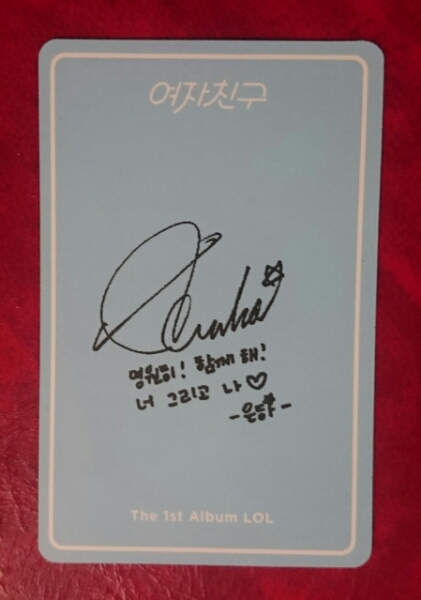 여자친구
Eunha
영원히! 함께 해!
너 그리고 나♡
-은하-
The 1st Album LOL